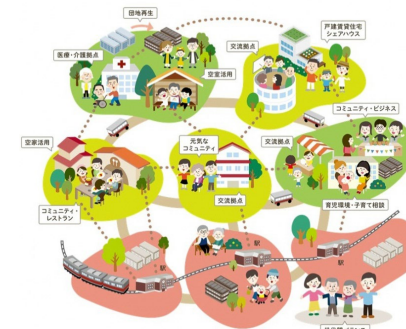 団地再生
戸建賃貸住宅
シェアハウス
医療・介護拠点
交流拠点
空室活用
コミュニティ・ビジネス
空家活用
元気な
コミュニティ
交流拠点
コミュニティ・
レストラン
交流拠点
育児環境・子育て相談
駅
駅
駅